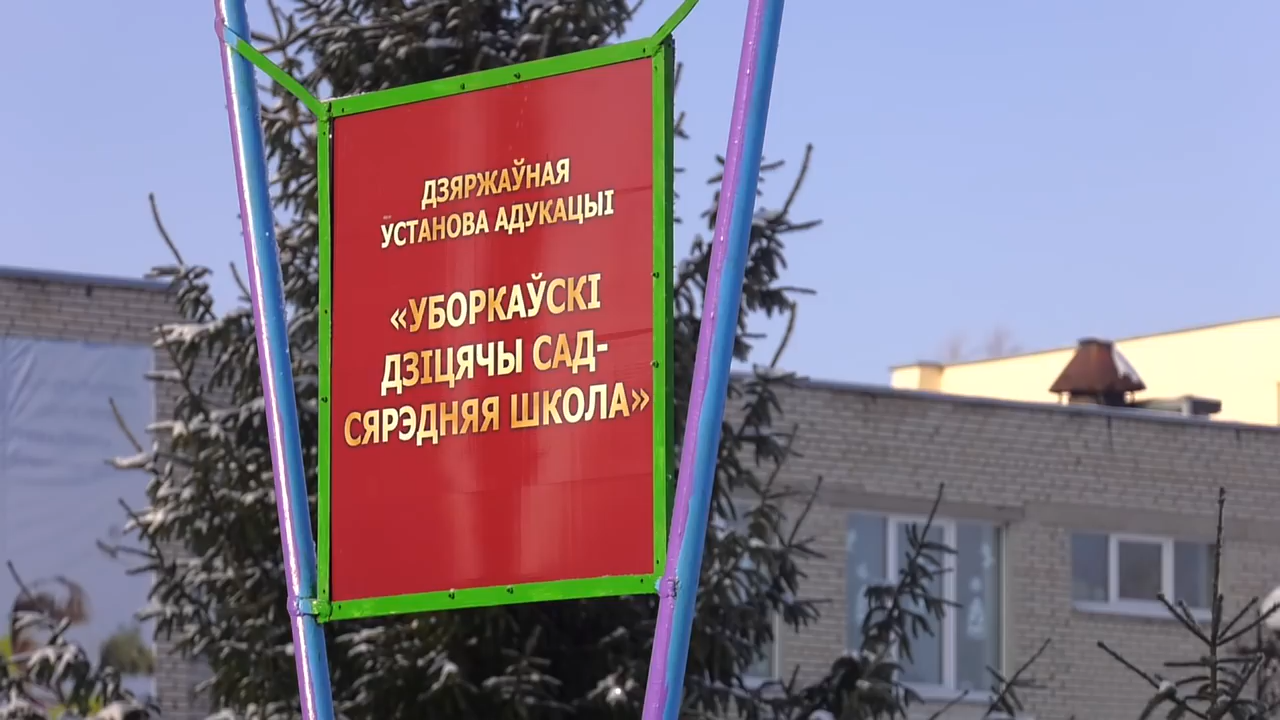 ДЗЯРЖАЎНАЯ
УСТАНОВА АДУКАЦЫІ
«УБОРКАЎСКІ
ДЗІЦЯЧЫ САД-
СЯРЭДНЯЯ ШКОЛА»